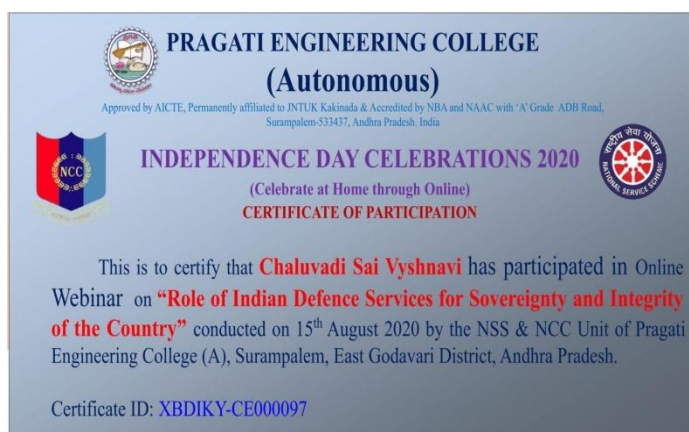 PRAGATI ENGINEERING COLLEGE
(Autonomous)
Approved by AICTE, Permanently affiliated to JNTUK Kakinada & Accredited by NBA and NAAC with ‘A’ Grade ADB Road,
Surampalem-533437, Andhra Pradesh. India
NCC
राष्ट्रीय सेवा योजना
NATIONAL SERVICE SCHEME
INDEPENDENCE DAY CELEBRATIONS 2020
(Celebrate at Home through Online)
CERTIFICATE OF PARTICIPATION
This is to certify that Chaluvadi Sai Vyshnavi has participated in Online
Webinar on “Role of Indian Defence Services for Sovereignty and Integrity
of the Country” conducted on 15th August 2020 by the NSS & NCC Unit of Pragati
Engineering College (A), Surampalem, East Godavari District, Andhra Pradesh.
Certificate ID: XBDIKY-CE000097